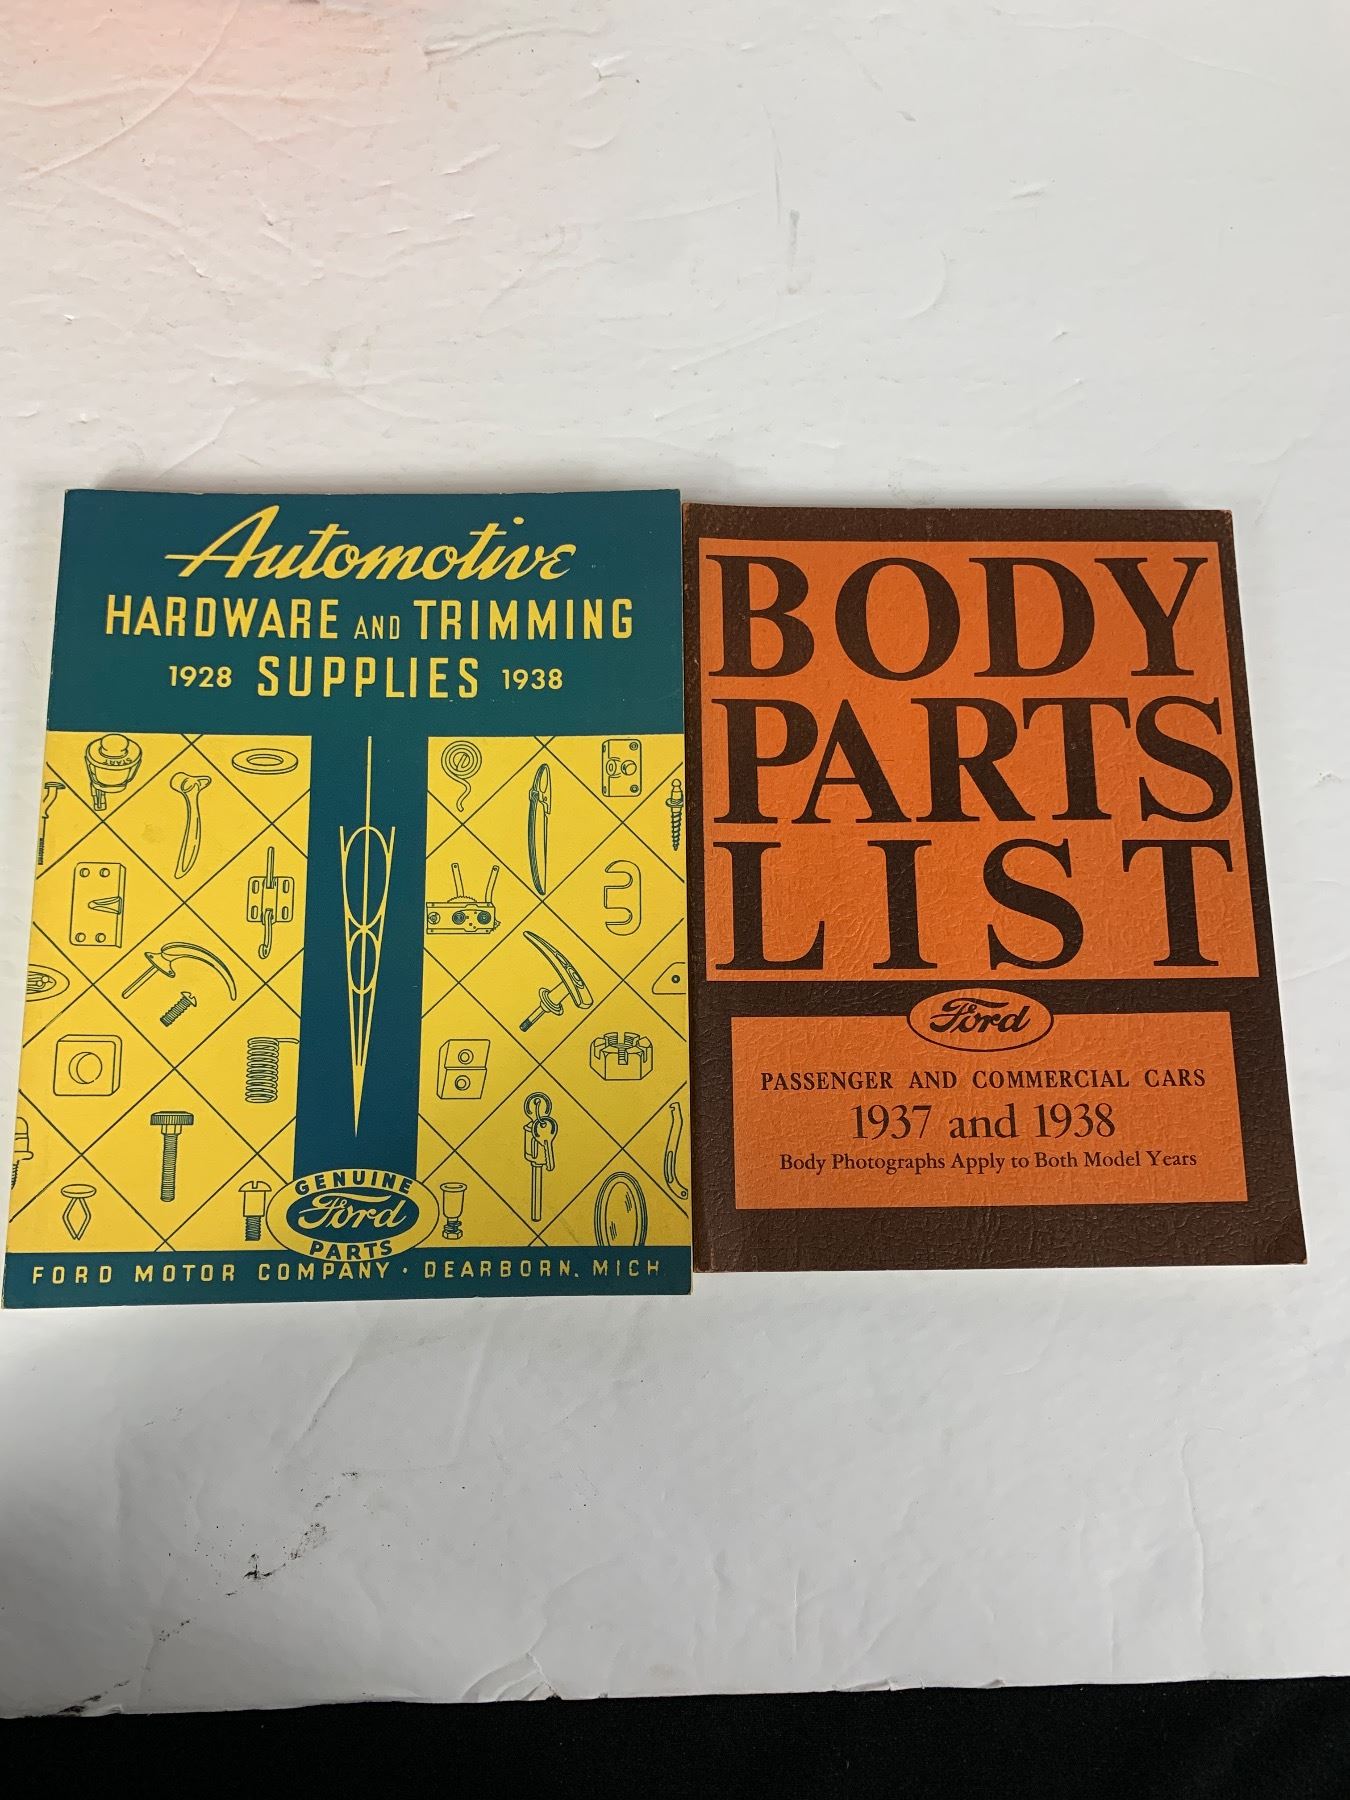 Automotive
HARDWARE AND TRIMMING
1928 SUPPLIES 1938
START
GENUINE
Ford
PARTS
FORD MOTOR COMPANY · DEARBORN, MICH
BODY
PARTS
LIST
Ford
PASSENGER AND COMMERCIAL CARS
1937 and 1938
Body Photographs Apply to Both Model Years